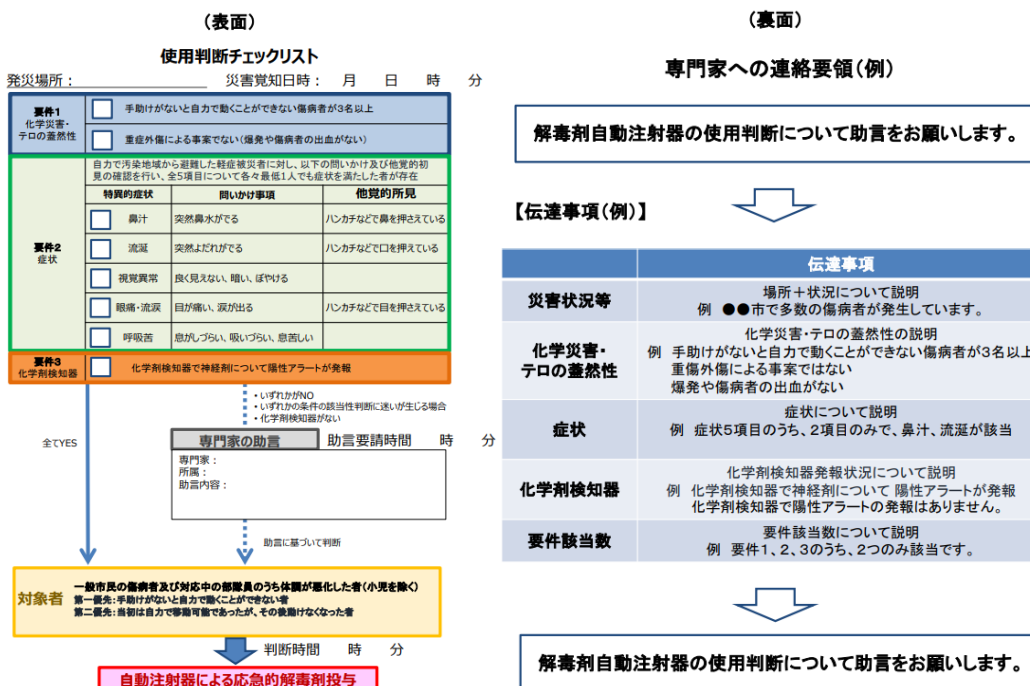 (表面)
使用判断チェックリスト
発災場所： 災害覚知日時： 月 日 時 分
要件1
化学災害・
テロの蓋然性
手助けがないと自力で動くことができない傷病者が3名以上
重症外傷による事案でない(爆発や傷病者の出血がない)
要件2
症状
自力で汚染地域から避難した軽症被災者に対し、以下の問いかけ及び他覚的初
見の確認を行い、全5項目について各々最低1人でも症状を満たした者が存在
特異的症状 問いかけ事項 他覚的所見
鼻汁 突然鼻水がでる ハンカチなどで鼻を押さえている
流涎 突然よだれがでる ハンカチなどで口を押えている
視覚異常 良く見えない、暗い、ぼやける
眼痛・流涙 目が痛い、涙が出る ハンカチなどで目を押さえている
呼吸苦 息がしづらい、吸いづらい、息苦しい
要件3
化学剤検知器
化学剤検知器で神経剤について陽性アラートが発報
・いずれかがNO
・いずれかの条件の該当性判断に迷いが生じる場合
・化学剤検知器がない
全てYES
専門家の助言 助言要請時間 時 分
専門家：
所属：
助言内容：
助言に基づいて判断
対象者
一般市民の傷病者及び対応中の部隊員のうち体調が悪化した者(小児を除く)
第一優先：手助けがないと自力で動くことができない者
第二優先：当初は自力で移動可能であったが、その後動けなくなった者
判断時間 時 分
自動注射器による応急的解毒剤投与
(裏面)
専門家への連絡要領(例)
解毒剤自動注射器の使用判断について助言をお願いします。
【伝達事項(例)】
伝達事項
災害状況等
場所＋状況について説明
例 ●●市で多数の傷病者が発生しています。
化学災害・
テロの蓋然性
化学災害・テロの蓋然性の説明
例 手助けがないと自力で動くことができない傷病者が3名以上
重傷外傷による事案ではない
爆発や傷病者の出血がない
症状
症状について説明
例 症状5項目のうち、2項目のみで、鼻汁、流涎が該当
化学剤検知器
化学剤検知器発報状況について説明
例 化学剤検知器で神経剤について 陽性アラートが発報
化学剤検知器で陽性アラートの発報はありません。
要件該当数
要件該当数について説明
例 要件1、2、3のうち、2つのみ該当です。
解毒剤自動注射器の使用判断について助言をお願いします。